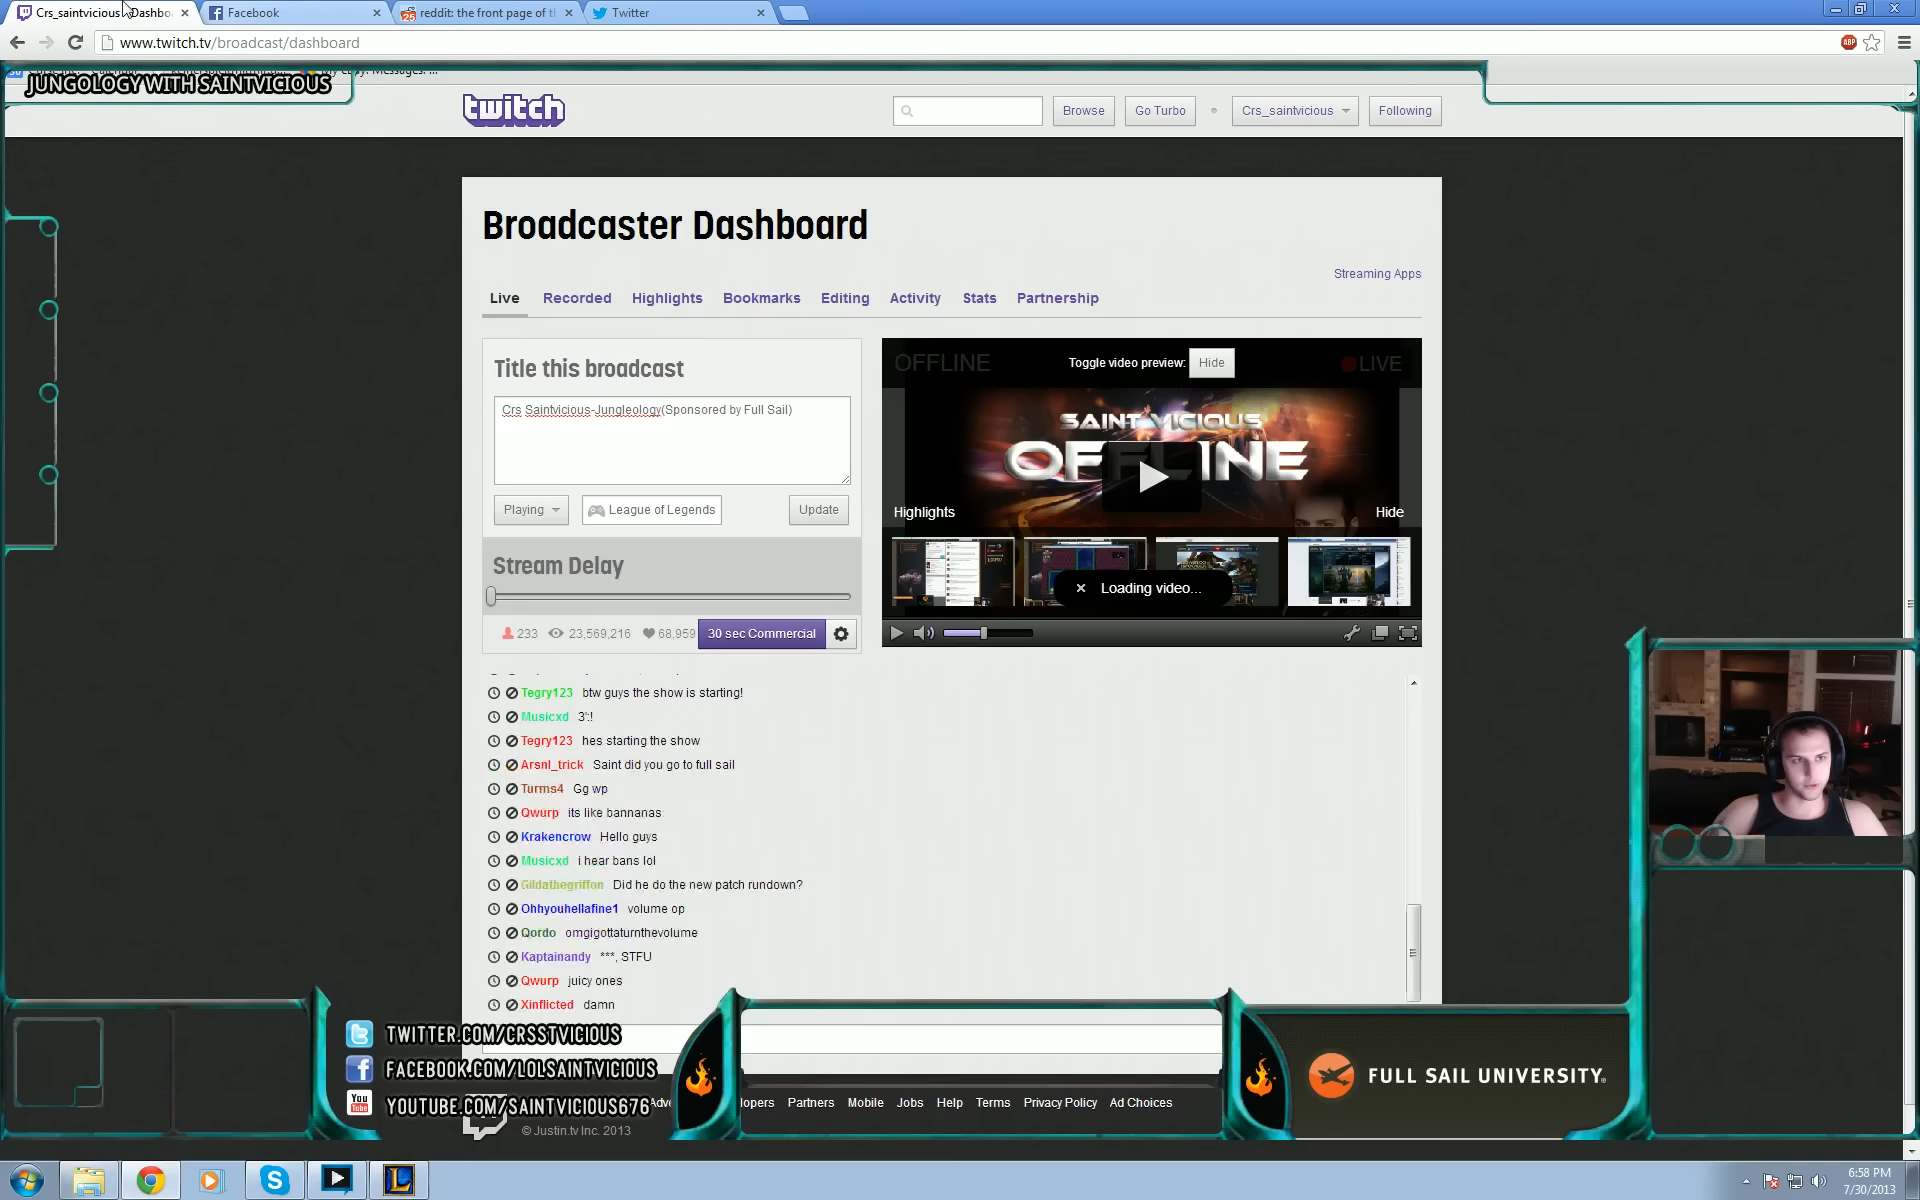 Crs_saintvicious - Dashbo
Facebook
reddit: the front page of t
Twitter
www.twitch.tv/broadcast/dashboard
ABP
JUNGOLOGY WITH SAINTVICIOUS
twitch
Browse
Go Turbo
Crs_saintvicious
Following
Broadcaster Dashboard
Streaming Apps
Live Recorded Highlights Bookmarks Editing Activity Stats Partnership
Title this broadcast
Crs Saintvicious-Jungleology(Sponsored by Full Sail)
Playing
League of Legends
Update
Stream Delay
233 23,569,216 68,959
30 sec Commercial
OFFLINE
Toggle video preview: Hide
LIVE
SAINT VICIOUS
OFFLINE
Highlights
Hide
Loading video...
Tegry123 btw guys the show is starting!
Musicxd 3':!
Tegry123 hes starting the show
Arsnl_trick Saint did you go to full sail
Turms4 Gg wp
Qwurp its like bannanas
Krakencrow Hello guys
Musicxd i hear bans lol
Gildathegriffon Did he do the new patch rundown?
Ohhyouhellafine1 volume op
Qordo omgigottaturnthevolume
Kaptainandy ***, STFU
Qwurp juicy ones
Xinflicted damn
TWITTER.COM/CRSSTVICIOUS
FACEBOOK.COM/LOLSAINTVICIOUS
You Tube
YOUTUBE.COM/SAINTVICIOUS676
Adve
lopers Partners Mobile Jobs Help Terms Privacy Policy Ad Choices
© Justin.tv Inc. 2013
FULL SAIL UNIVERSITY.
6:58 PM
7/30/2013